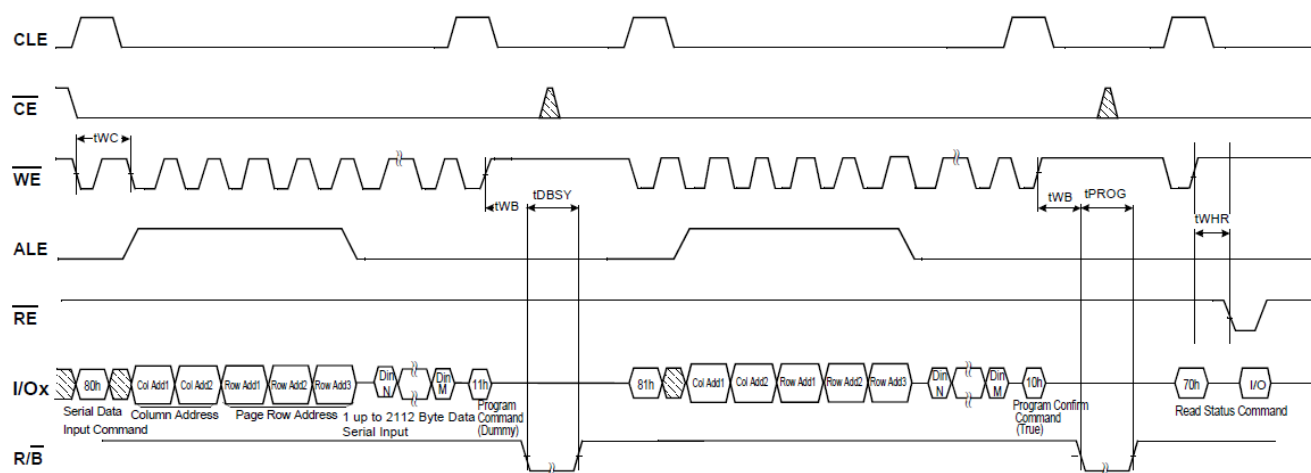 CLE
CE
tWC
WE
tWB
tDBSY
tWB
tPROG
tWHR
ALE
RE
I/Ox
80h
Col Add1
Col Add2
Row Add1
Row Add2
Row Add3
Din
N
Din
M
11h
81h
Col Add1
Col Add2
Row Add1
Row Add2
Row Add3
Din
N
Din
M
10h
70h
I/O
Serial Data
Input Command
Column Address
Page Row Address
1 up to 2112 Byte Data
Serial Input
Program
Command
(Dummy)
Program Confirm
Command
(True)
Read Status Command
R/B